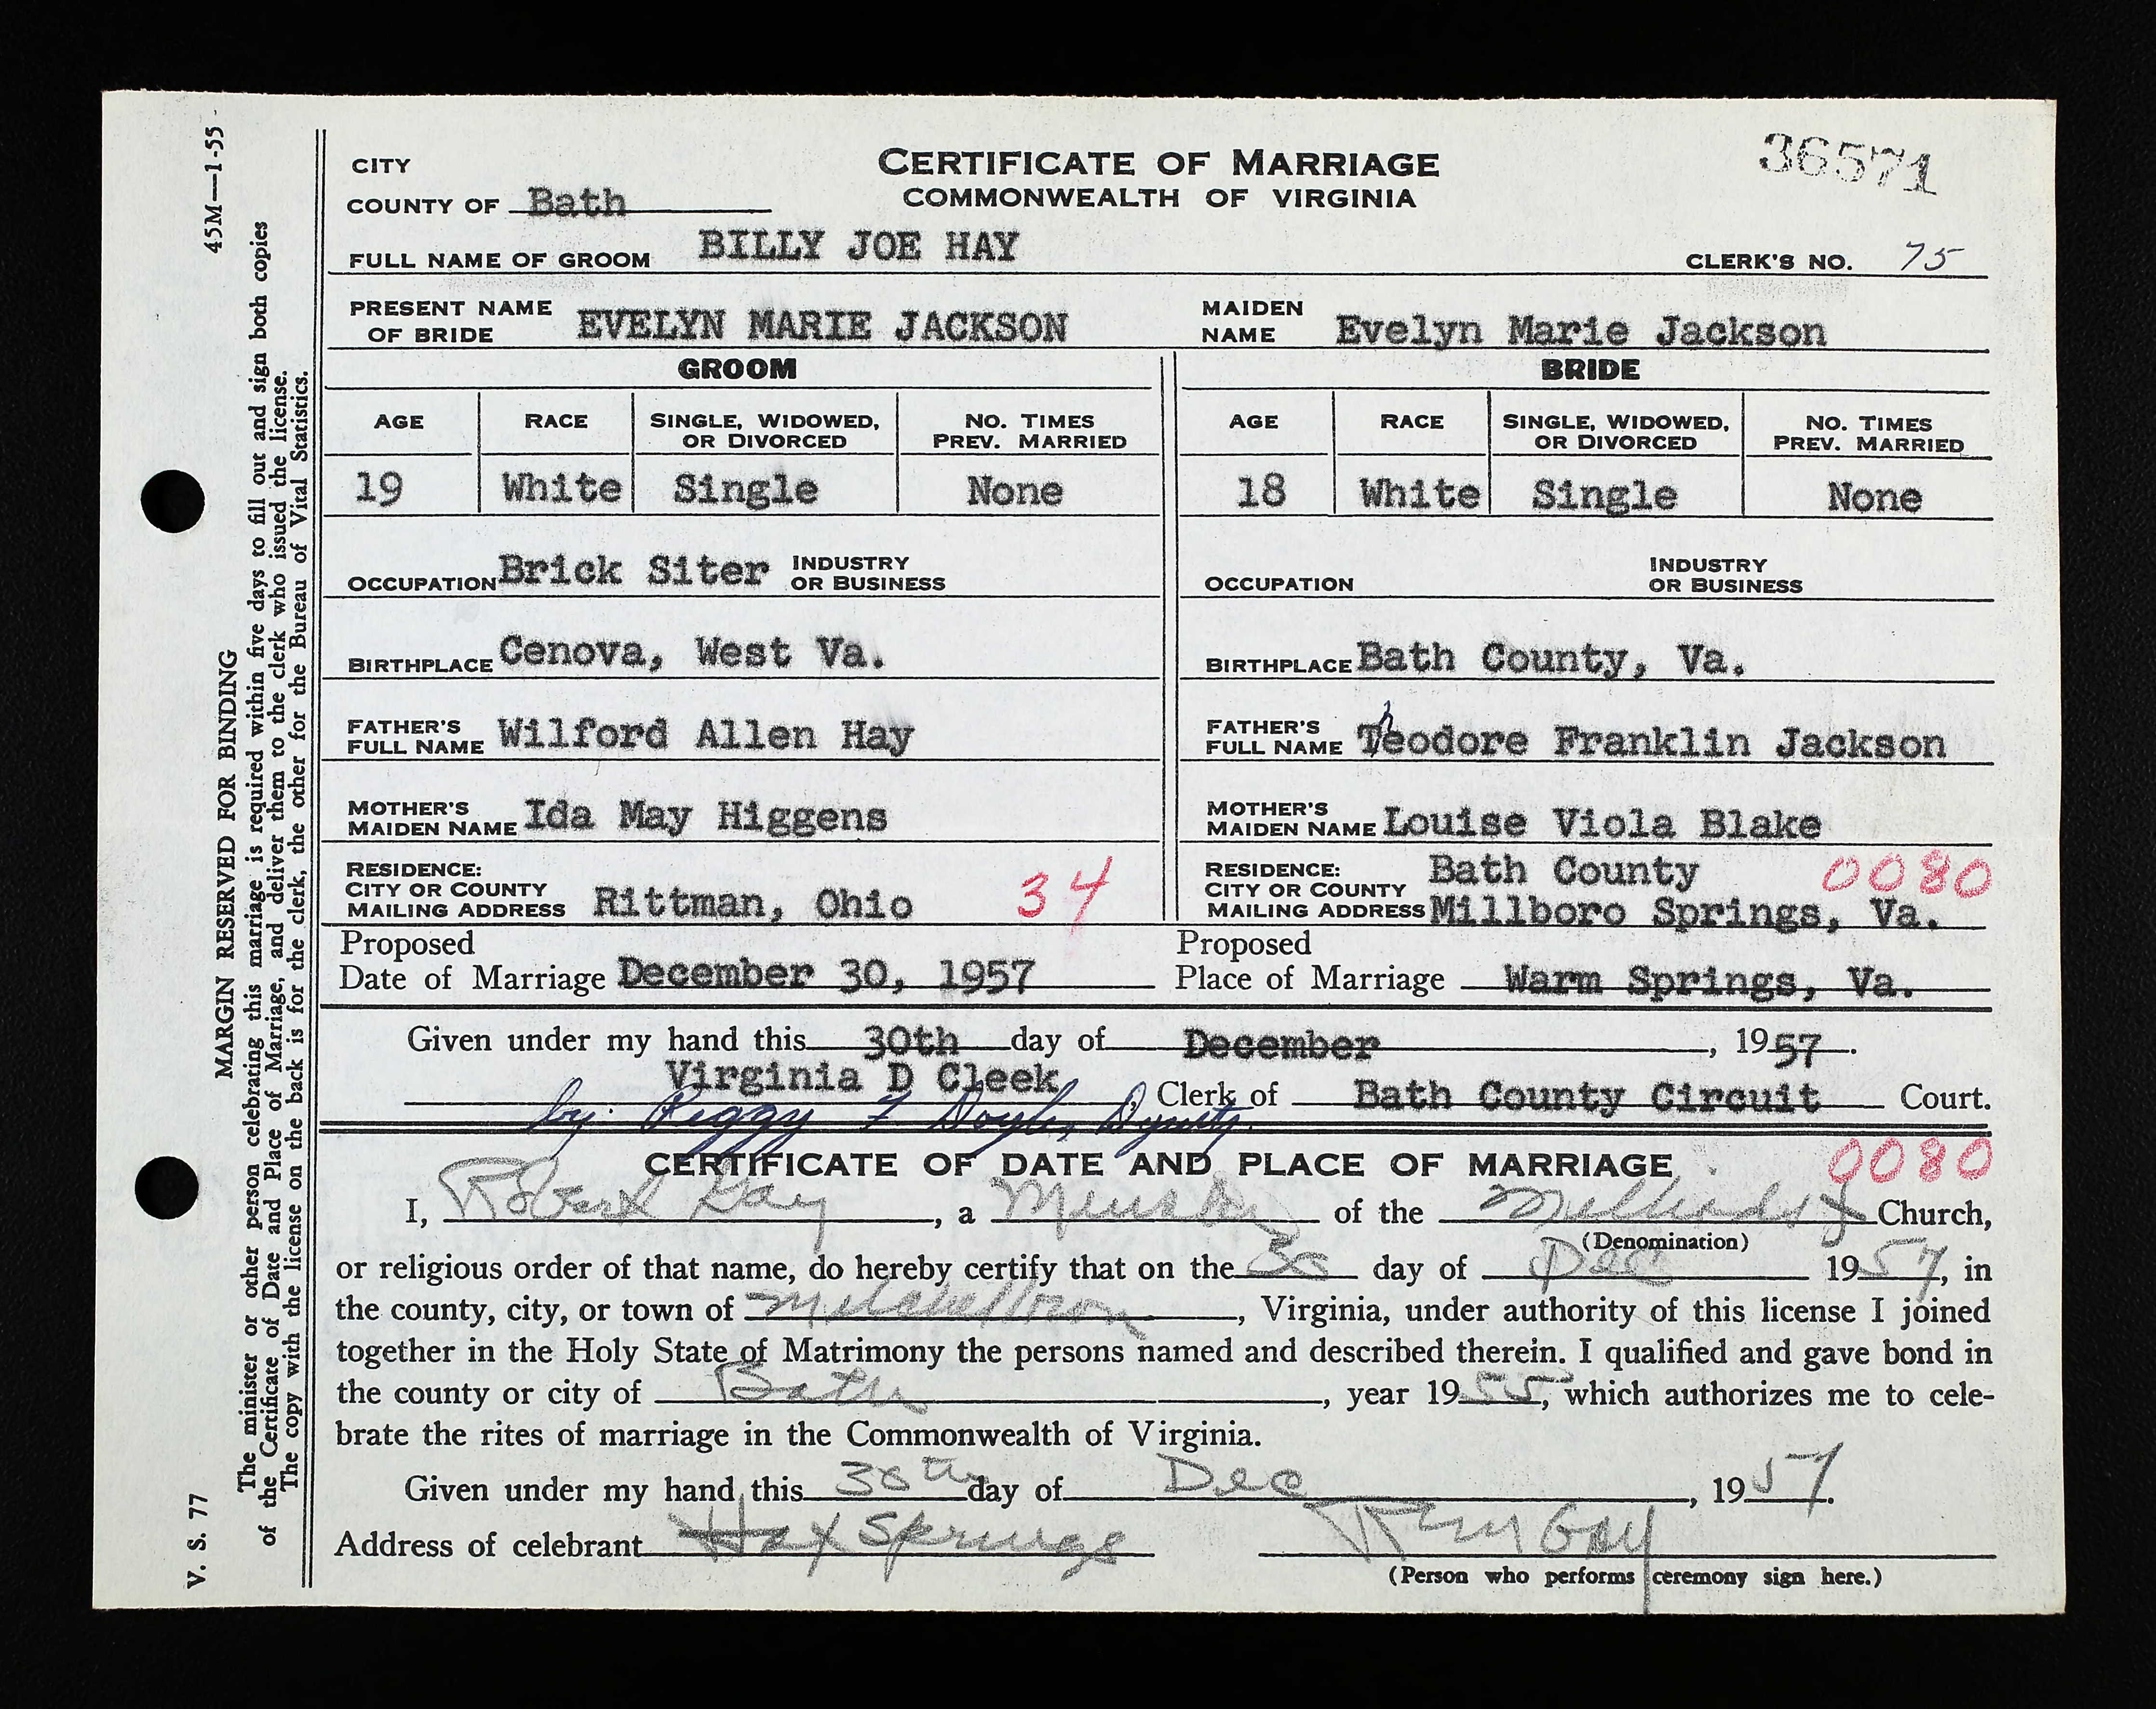 45M—1-55
36571
CERTIFICATE OF MARRIAGE
COMMONWEALTH OF VIRGINIA
CITY
COUNTY OF Bath
FULL NAME OF GROOM BILLY JOE HAY CLERK'S NO. 75
PRESENT NAME OF BRIDE EVELYN MARIE JACKSON MAIDEN NAME Evelyn Marie Jackson
GROOM BRIDE
AGE RACE SINGLE, WIDOWED, OR DIVORCED NO. TIMES PREV. MARRIED AGE RACE SINGLE, WIDOWED, OR DIVORCED NO. TIMES PREV. MARRIED
19 White Single None 18 White Single None
OCCUPATION Brick Siter INDUSTRY OR BUSINESS OCCUPATION INDUSTRY OR BUSINESS
BIRTHPLACE Cenova, West Va. BIRTHPLACE Bath County, Va.
FATHER'S FULL NAME Wilford Allen Hay FATHER'S FULL NAME Theodore Franklin Jackson
MOTHER'S MAIDEN NAME Ida May Higgens MOTHER'S MAIDEN NAME Louise Viola Blake
RESIDENCE: CITY OR COUNTY MAILING ADDRESS Rittman, Ohio 34 RESIDENCE: CITY OR COUNTY MAILING ADDRESS Bath County Millboro Springs, Va. 0080
Proposed Date of Marriage December 30, 1957 Proposed Place of Marriage Warm Springs, Va.
Given under my hand this 30th day of December, 1957.
Virginia D Cleek, Clerk of Bath County Circuit Court.
by: Peggy F Doyle, Deputy.
CERTIFICATE OF DATE AND PLACE OF MARRIAGE 0080
I, Robert Gay, a Minister of the Methodist Church,
(Denomination)
or religious order of that name, do hereby certify that on the 30 day of Dec 1957, in
the county, city, or town of , Virginia, under authority of this license I joined
together in the Holy State of Matrimony the persons named and described therein. I qualified and gave bond in
the county or city of Bath, year 1955, which authorizes me to cele-
brate the rites of marriage in the Commonwealth of Virginia.
Given under my hand this 30th day of Dec, 1957.
Address of celebrant Hot Springs Gay
(Person who performs ceremony sign here.)
V. S. 77
MARGIN RESERVED FOR BINDING
The minister or other person celebrating this marriage is required within five days to fill out and sign both copies
of the Certificate of Date and Place of Marriage, and deliver them to the clerk who issued the license.
The copy with the license on the back is for the clerk, the other for the Bureau of Vital Statistics.